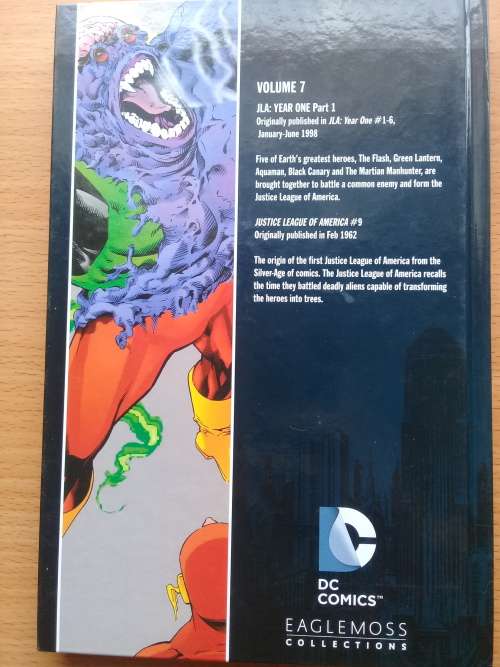 VOLUME 7
JLA: YEAR ONE Part 1
Originally published in JLA: Year One #1-6,
January-June 1998
Five of Earth's greatest heroes, The Flash, Green Lantern,
Aquaman, Black Canary and The Martian Manhunter, are
brought together to battle a common enemy and form the
Justice League of America.
JUSTICE LEAGUE OF AMERICA #9
Originally published in Feb 1962
The origin of the first Justice League of America from the
Silver-Age of comics. The Justice League of America recalls
the time they battled deadly aliens capable of transforming
the heroes into trees.
DC
DC
COMICS™
EAGLEMOSS
COLLECTIONS